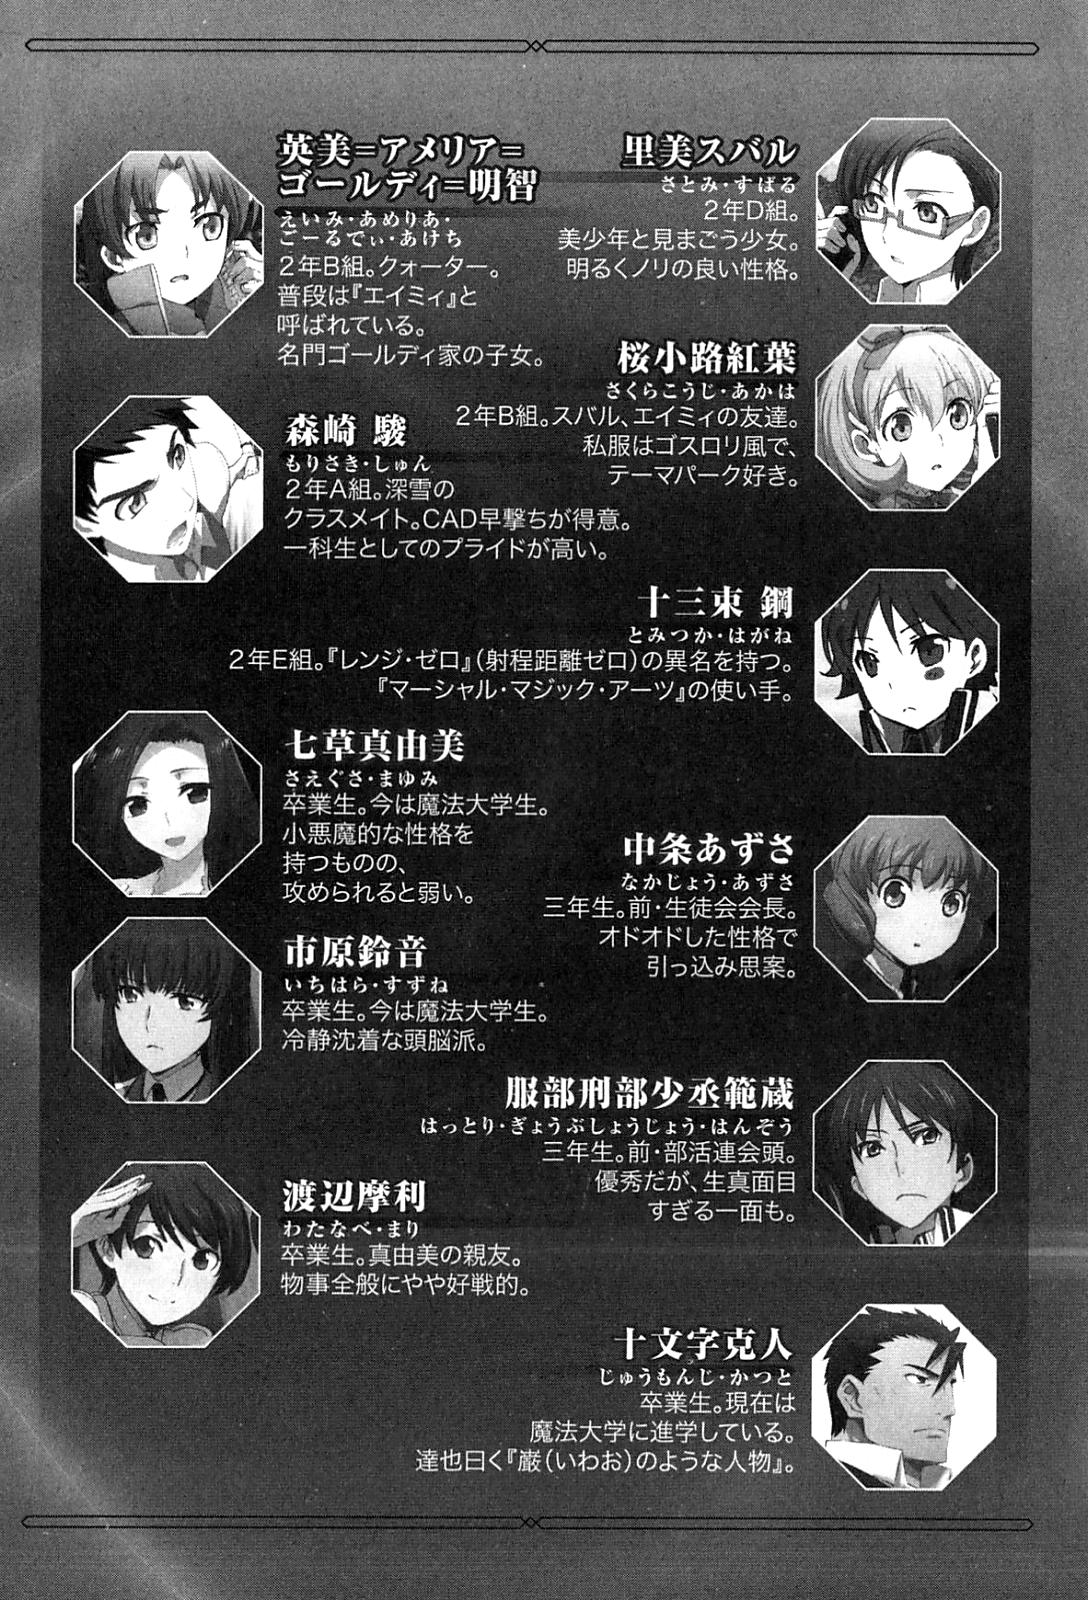 英美=アメリア=
ゴールディ=明智
えいみ・あめりあ・
ごーるでぃ・あけち
2年B組。クォーター。
普段は『エイミィ』と
呼ばれている。
名門ゴールディ家の子女。
里美スバル
さとみ・すばる
2年D組。
美少年と見まごう少女。
明るくノリの良い性格。
桜小路紅葉
さくらこうじ・あかは
2年B組。スバル、エイミィの友達。
私服はゴスロリ風で、
テーマパーク好き。
森崎 駿
もりさき・しゅん
2年A組。深雪の
クラスメイト。CAD早撃ちが得意。
一科生としてのプライドが高い。
十三束 鋼
とみつか・はがね
2年E組。『レンジ・ゼロ』(射程距離ゼロ)の異名を持つ。
『マーシャル・マジック・アーツ』の使い手。
七草真由美
さえぐさ・まゆみ
卒業生。今は魔法大学生。
小悪魔的な性格を
持つものの、
攻められると弱い。
中条あずさ
なかじょう・あずさ
三年生。前・生徒会会長。
オドオドした性格で
引っ込み思案。
市原鈴音
いちはら・すずね
卒業生。今は魔法大学生。
冷静沈着な頭脳派。
服部刑部少丞範蔵
はっとり・ぎょうぶしょうじょう・はんぞう
三年生。前・部活連会頭。
優秀だが、生真面目
すぎる一面も。
渡辺摩利
わたなべ・まり
卒業生。真由美の親友。
物事全般にやや好戦的。
十文字克人
じゅうもんじ・かつと
卒業生。現在は
魔法大学に進学している。
達也曰く『巌(いわお)のような人物』。